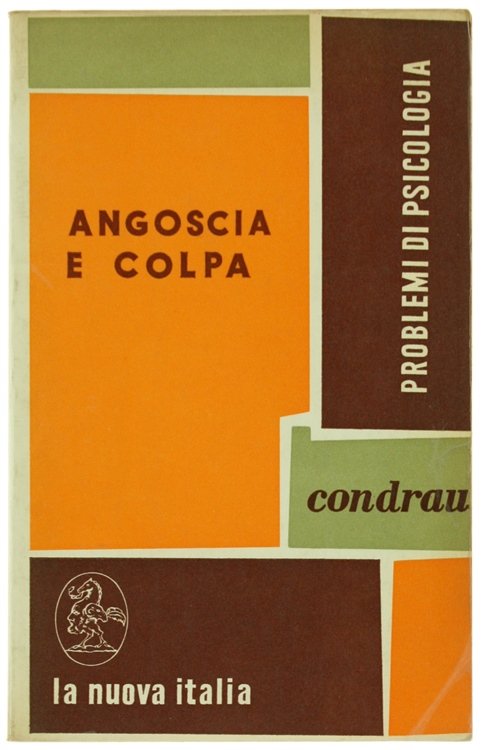 ANGOSCIA
E COLPA
PROBLEMI DI PSICOLOGIA
condrau
la nuova italia